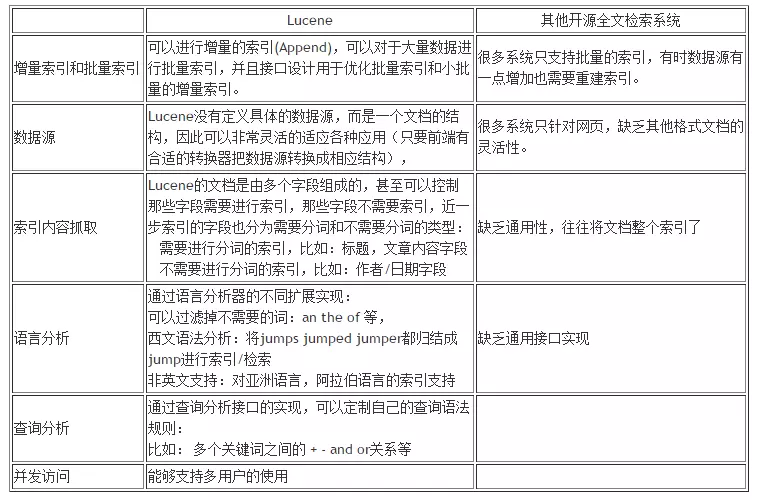 Lucene
其他开源全文检索系统
增量索引和批量索引
可以进行增量的索引(Append)，可以对于大量数据进
行批量索引，并且接口设计用于优化批量索引和小批
量的增量索引。
很多系统只支持批量的索引，有时数据源有
一点增加也需要重建索引。
数据源
Lucene没有定义具体的数据源，而是一个文档的结
构，因此可以非常灵活的适应各种应用（只要前端有
合适的转换器把数据源转换成相应结构），
很多系统只针对网页，缺乏其他格式文档的
灵活性。
索引内容抓取
Lucene的文档是由多个字段组成的，甚至可以控制
那些字段需要进行索引，那些字段不需要索引，近一
步索引的字段也分为需要分词和不需要分词的类型：
需要进行分词的索引，比如：标题，文章内容字段
不需要进行分词的索引，比如：作者/日期字段
缺乏通用性，往往将文档整个索引了
语言分析
通过语言分析器的不同扩展实现：
可以过滤掉不需要的词：an the of 等，
西文语法分析：将jumps jumped jumper都归结成
jump进行索引/检索
非英文支持：对亚洲语言，阿拉伯语言的索引支持
缺乏通用接口实现
查询分析
通过查询分析接口的实现，可以定制自己的查询语法
规则：
比如： 多个关键词之间的 + - and or关系等
并发访问
能够支持多用户的使用